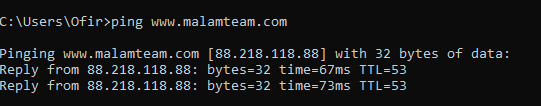 C:\Users\Ofir>ping www.malamteam.com
Pinging www.malamteam.com [88.218.118.88] with 32 bytes of data:
Reply from 88.218.118.88: bytes=32 time=67ms TTL=53
Reply from 88.218.118.88: bytes=32 time=73ms TTL=53